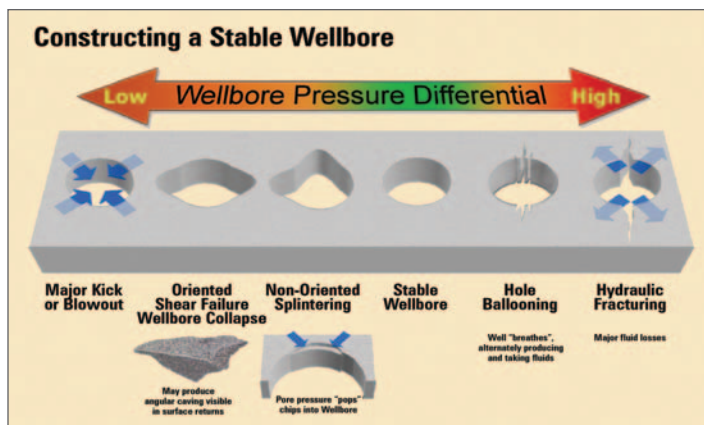 Constructing a Stable Wellbore
Low Wellbore Pressure Differential High
Major Kick
or Blowout
Oriented
Shear Failure
Wellbore Collapse
Non-Oriented
Splintering
Stable
Wellbore
Hole
Ballooning
Hydraulic
Fracturing
May produce
angular caving visible
in surface returns
Pore pressure "pops"
chips into Wellbore
Well "breathes",
alternately producing
and taking fluids
Major fluid losses